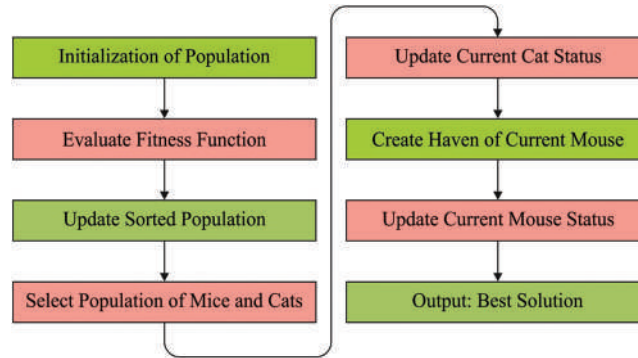 Initialization of Population
Evaluate Fitness Function
Update Sorted Population
Select Population of Mice and Cats
Update Current Cat Status
Create Haven of Current Mouse
Update Current Mouse Status
Output: Best Solution